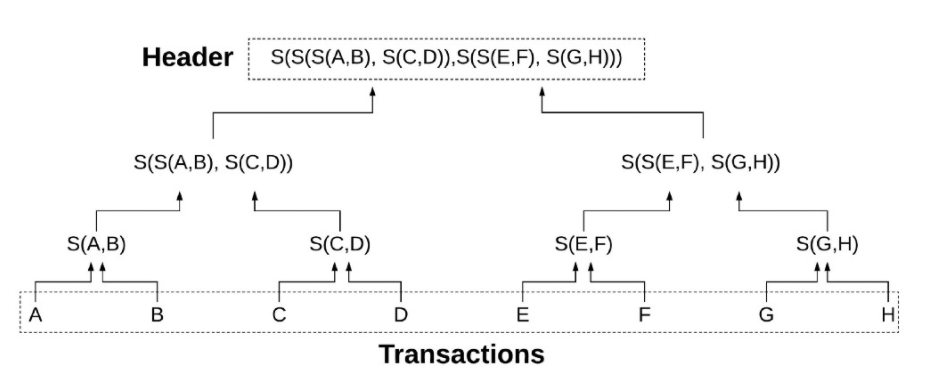 Header S(S(S(A,B), S(C,D)),S(S(E,F), S(G,H)))
S(S(A,B), S(C,D)) S(S(E,F), S(G,H))
S(A,B) S(C,D) S(E,F) S(G,H)
A B C D E F G H
Transactions